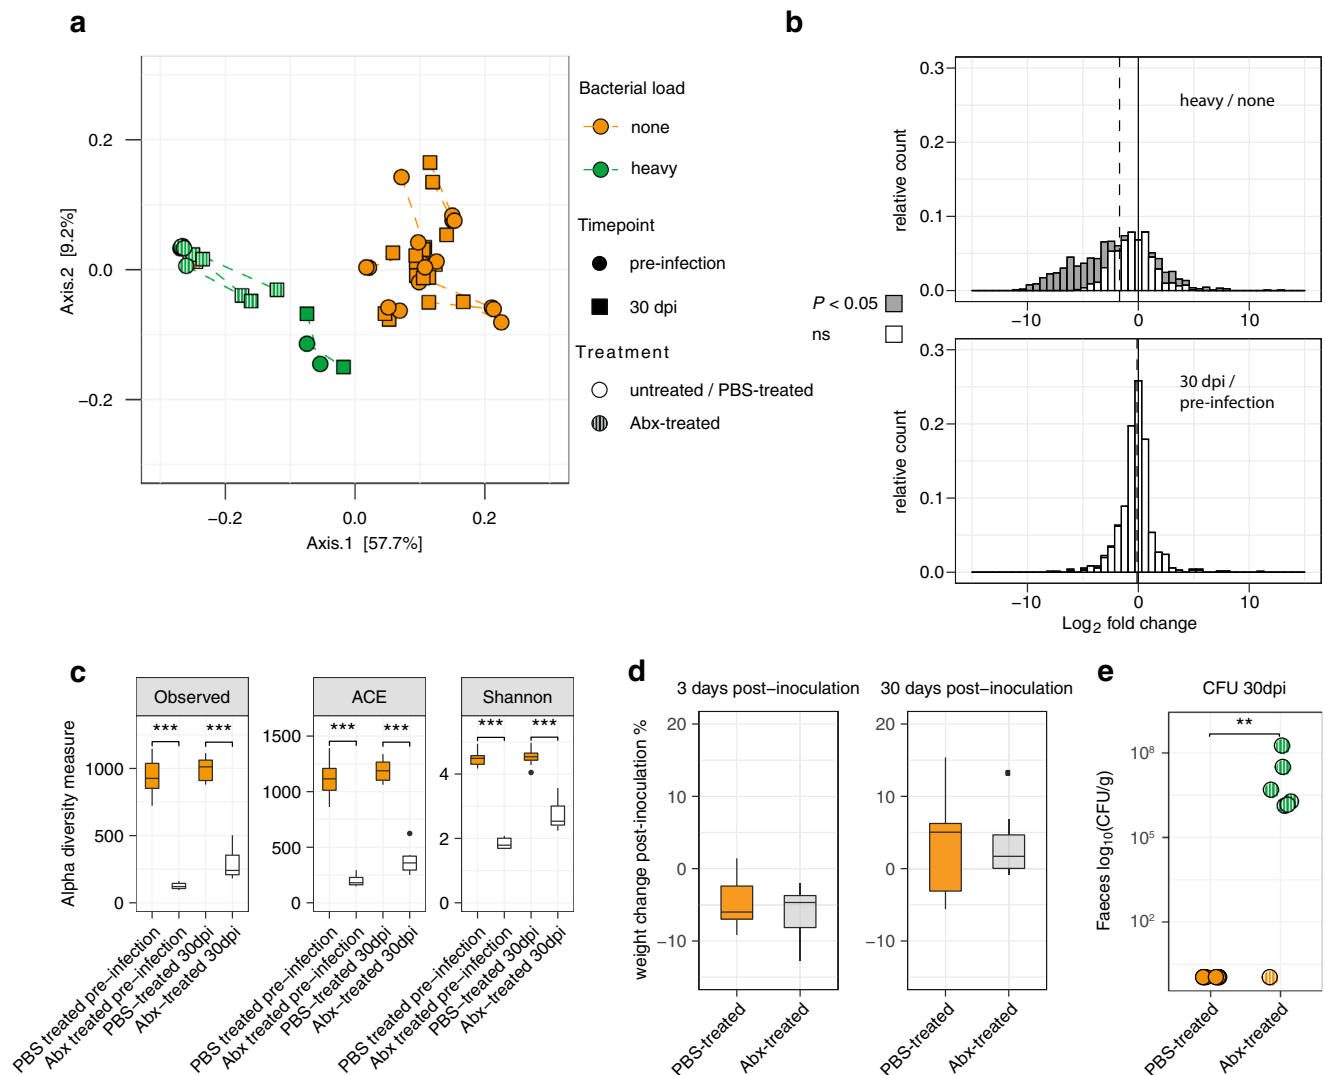 a
0.2
0.0
−0.2
Axis.2 [9.2%]
−0.2
0.0
0.2
Axis.1 [57.7%]
Bacterial load
none
heavy
Timepoint
pre-infection
30 dpi
Treatment
untreated / PBS-treated
Abx-treated
b
0.3
0.2
0.1
0.0
relative count
heavy / none
−10
0
10
P < 0.05
ns
0.3
0.2
0.1
0.0
relative count
30 dpi /
pre-infection
−10
0
10
Log2 fold change
c
Alpha diversity measure
Observed
*** ***
1000
500
0
PBS treated pre−infection
Abx treated pre−infection
PBS−treated 30dpi
Abx−treated 30dpi
ACE
*** ***
1500
1000
500
0
PBS treated pre−infection
Abx treated pre−infection
PBS−treated 30dpi
Abx−treated 30dpi
Shannon
*** ***
4
2
0
PBS treated pre−infection
Abx treated pre−infection
PBS−treated 30dpi
Abx−treated 30dpi
d
weight change post−inoculation %
3 days post−inoculation
20
10
0
−10
PBS-treated
Abx-treated
30 days post−inoculation
20
10
0
−10
PBS-treated
Abx-treated
e
CFU 30dpi
**
10⁸
10⁵
10²
Faeces log₁₀(CFU/g)
PBS-treated
Abx-treated